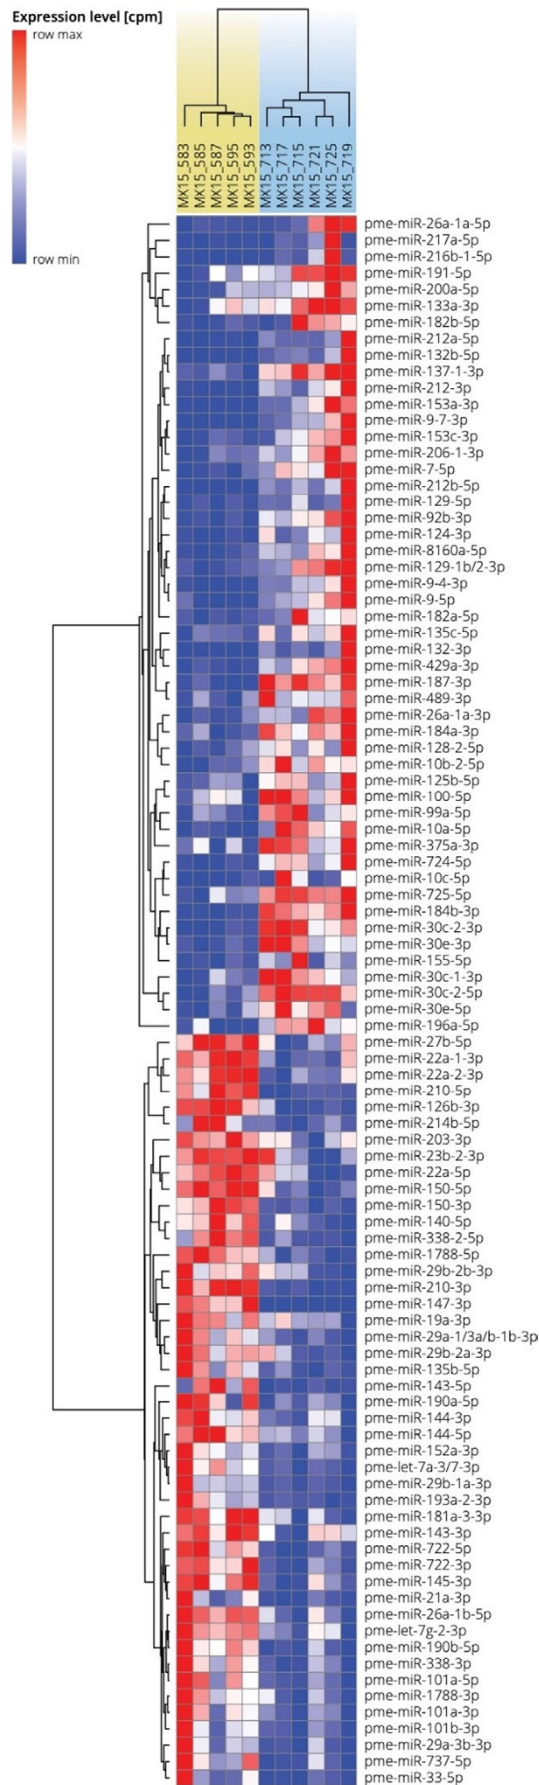 Expression level [cpm]
row max
row min
MX15_583
MX15_585
MX15_587
MX15_595
MX15_593
MX15_713
MX15_717
MX15_715
MX15_721
MX15_725
MX15_719
pme-miR-26a-1a-5p
pme-miR-217a-5p
pme-miR-216b-1-5p
pme-miR-191-5p
pme-miR-200a-5p
pme-miR-133a-3p
pme-miR-182b-5p
pme-miR-212a-5p
pme-miR-132b-5p
pme-miR-137-1-3p
pme-miR-212-3p
pme-miR-153a-3p
pme-miR-9-7-3p
pme-miR-153c-3p
pme-miR-206-1-3p
pme-miR-7-5p
pme-miR-212b-5p
pme-miR-129-5p
pme-miR-92b-3p
pme-miR-124-3p
pme-miR-8160a-5p
pme-miR-129-1b/2-3p
pme-miR-9-4-3p
pme-miR-9-5p
pme-miR-182a-5p
pme-miR-135c-5p
pme-miR-132-3p
pme-miR-429a-3p
pme-miR-187-3p
pme-miR-489-3p
pme-miR-26a-1a-3p
pme-miR-184a-3p
pme-miR-128-2-5p
pme-miR-10b-2-5p
pme-miR-125b-5p
pme-miR-100-5p
pme-miR-99a-5p
pme-miR-10a-5p
pme-miR-375a-3p
pme-miR-724-5p
pme-miR-10c-5p
pme-miR-725-5p
pme-miR-184b-3p
pme-miR-30c-2-3p
pme-miR-30e-3p
pme-miR-155-5p
pme-miR-30c-1-3p
pme-miR-30c-2-5p
pme-miR-30e-5p
pme-miR-196a-5p
pme-miR-27b-5p
pme-miR-22a-1-3p
pme-miR-22a-2-3p
pme-miR-210-5p
pme-miR-126b-3p
pme-miR-214b-5p
pme-miR-203-3p
pme-miR-23b-2-3p
pme-miR-22a-5p
pme-miR-150-5p
pme-miR-150-3p
pme-miR-140-5p
pme-miR-338-2-5p
pme-miR-1788-5p
pme-miR-29b-2b-3p
pme-miR-210-3p
pme-miR-147-3p
pme-miR-19a-3p
pme-miR-29a-1/3a/b-1b-3p
pme-miR-29b-2a-3p
pme-miR-135b-5p
pme-miR-143-5p
pme-miR-190a-5p
pme-miR-144-3p
pme-miR-144-5p
pme-miR-152a-3p
pme-let-7a-3/7-3p
pme-miR-29b-1a-3p
pme-miR-193a-2-3p
pme-miR-181a-3-3p
pme-miR-143-3p
pme-miR-722-5p
pme-miR-722-3p
pme-miR-145-3p
pme-miR-21a-3p
pme-miR-26a-1b-5p
pme-let-7g-2-3p
pme-miR-190b-5p
pme-miR-338-3p
pme-miR-101a-5p
pme-miR-1788-3p
pme-miR-101a-3p
pme-miR-101b-3p
pme-miR-29a-3b-3p
pme-miR-737-5p
pme-miR-33-5p